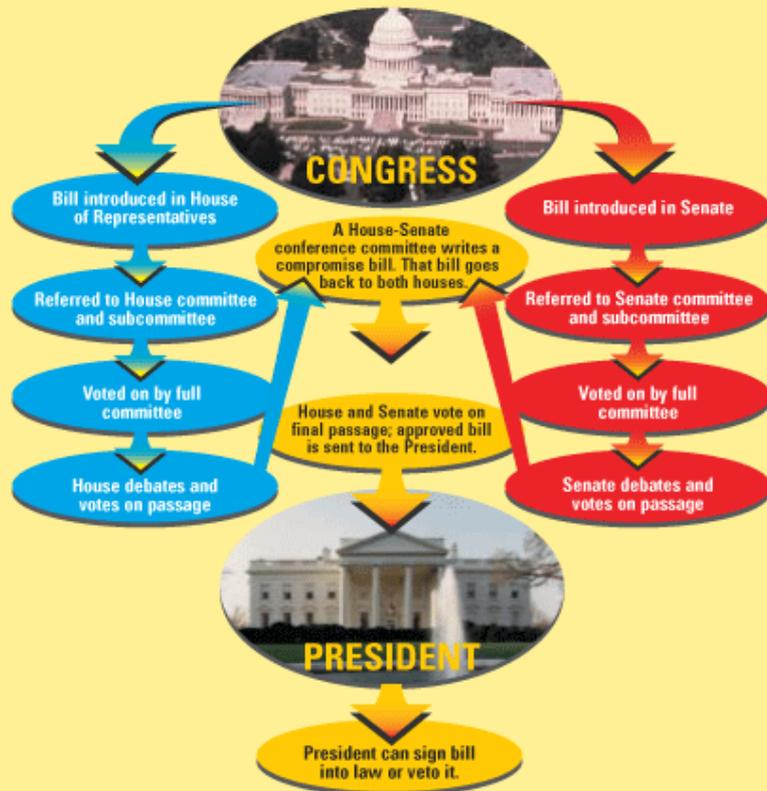 CONGRESS
Bill introduced in House
of Representatives
Referred to House committee
and subcommittee
Voted on by full
committee
House debates and
votes on passage
Bill introduced in Senate
Referred to Senate committee
and subcommittee
Voted on by full
committee
Senate debates and
votes on passage
A House-Senate
conference committee writes a
compromise bill. That bill goes
back to both houses.
House and Senate vote on
final passage; approved bill
is sent to the President.
PRESIDENT
President can sign bill
into law or veto it.